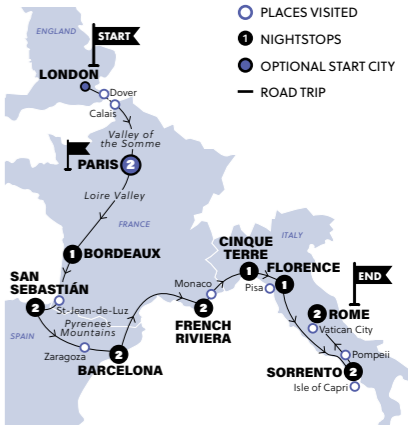 PLACES VISITED
1 NIGHTSTOPS
OPTIONAL START CITY
ROAD TRIP
ENGLAND
START
LONDON
Dover
Calais
Valley of
the Somme
PARIS
2
Loire Valley
FRANCE
1
BORDEAUX
SAN
SEBASTIÁN
2
St-Jean-de-Luz
Pyrenees
Mountains
SPAIN
Zaragoza
2
BARCELONA
Monaco
2
FRENCH
RIVIERA
CINQUE
TERRE
1
ITALY
Pisa
FLORENCE
1
END
2
ROME
Vatican City
Pompeii
SORRENTO
2
Isle of Capri